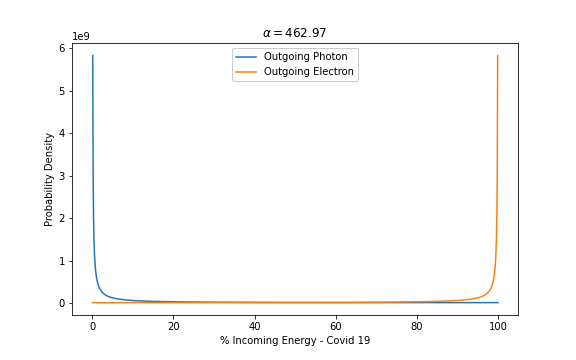 α = 462.97
1e9
Outgoing Photon
Outgoing Electron
6
5
4
3
2
1
0
Probability Density
0 20 40 60 80 100
% Incoming Energy - Covid 19